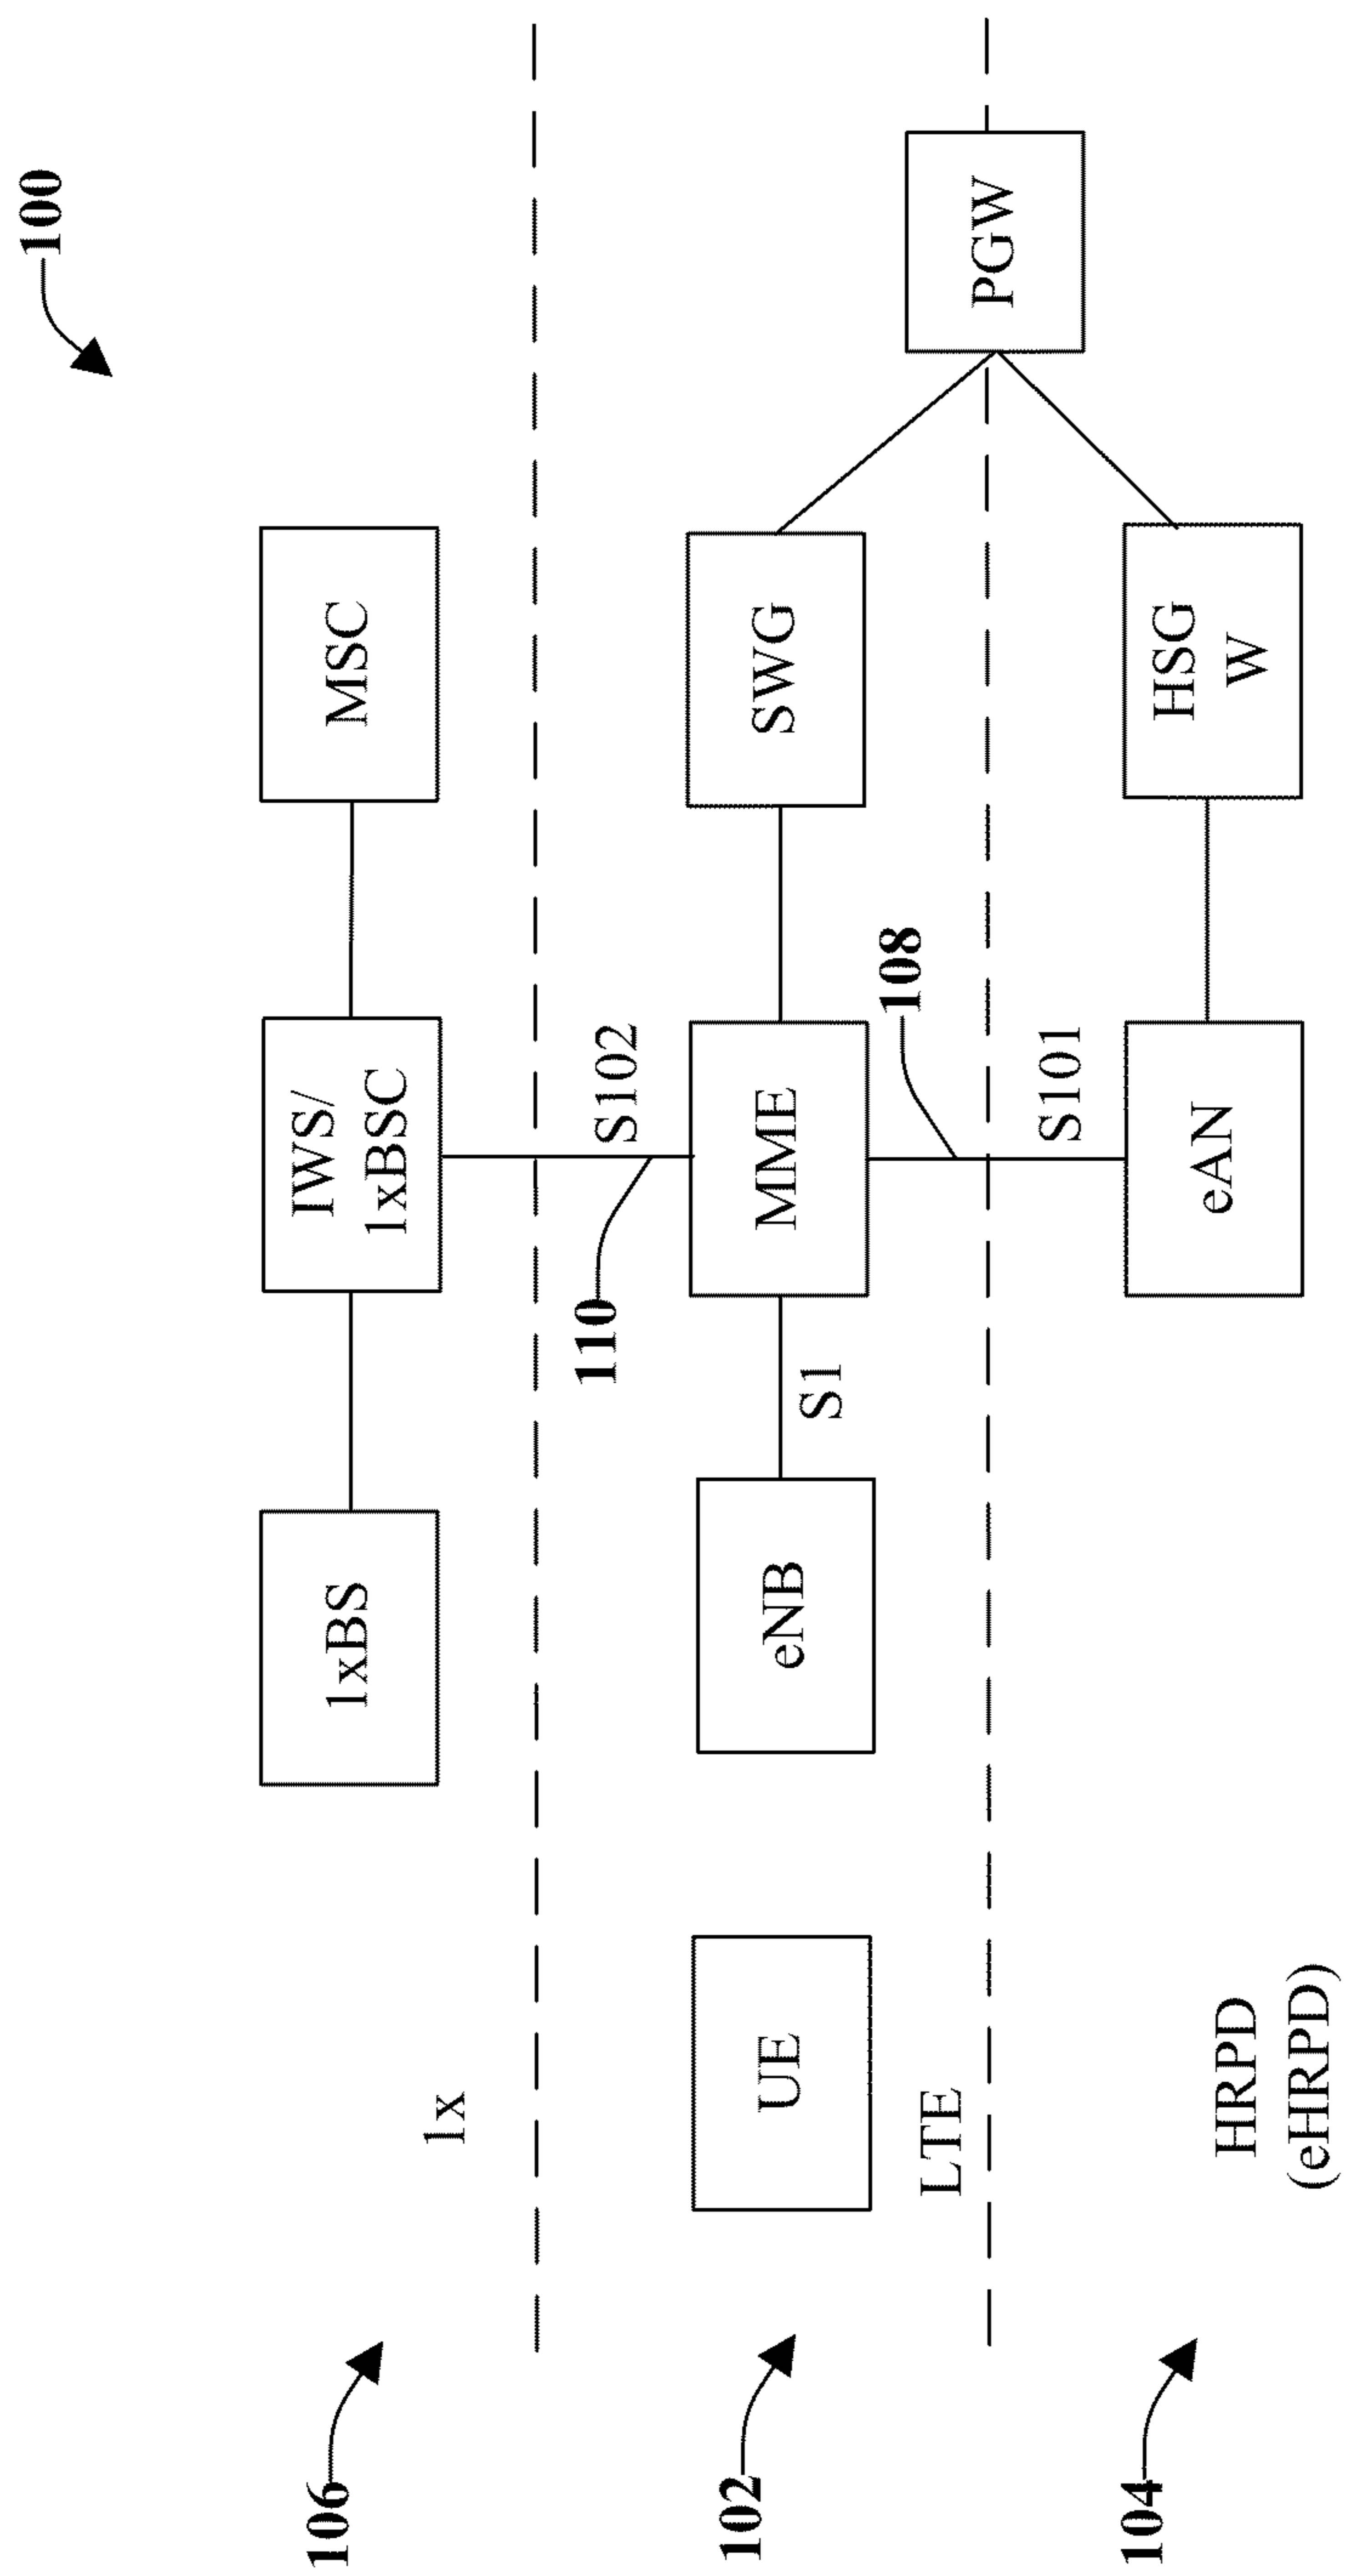 100
1xBS
IWS/
1xBSC
MSC
1x
106
110
S102
UE
eNB
S1
MME
SWG
PGW
LTE
102
108
S101
eAN
HSG
W
HRPD
(eHRPD)
104